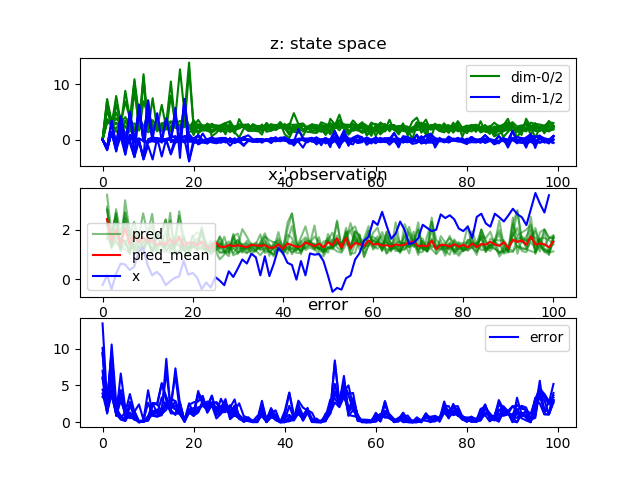 z: state space
10
0
dim-0/2
dim-1/2
0 20 40 60 80 100
x: observation
2
0
pred
pred_mean
x
0 20 40 60 80 100
error
10
5
0
error
0 20 40 60 80 100